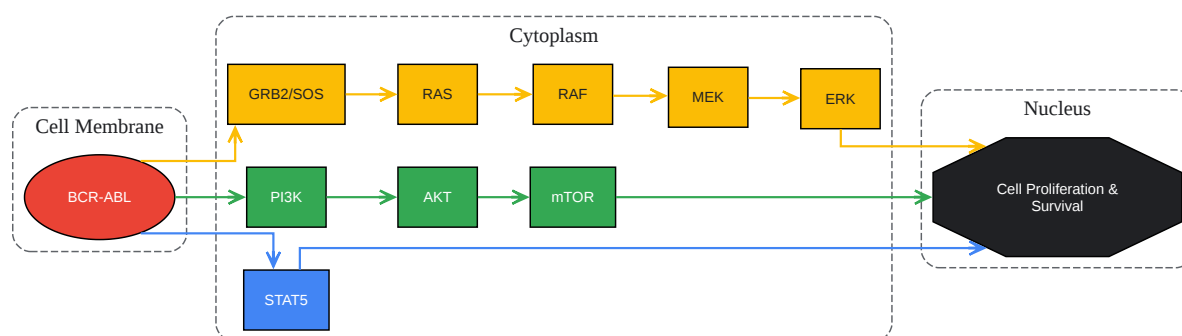 Cytoplasm
GRB2/SOS
RAS
RAF
MEK
ERK
Cell Membrane
Nucleus
BCR-ABL
PI3K
AKT
mTOR
Cell Proliferation &
Survival
STAT5